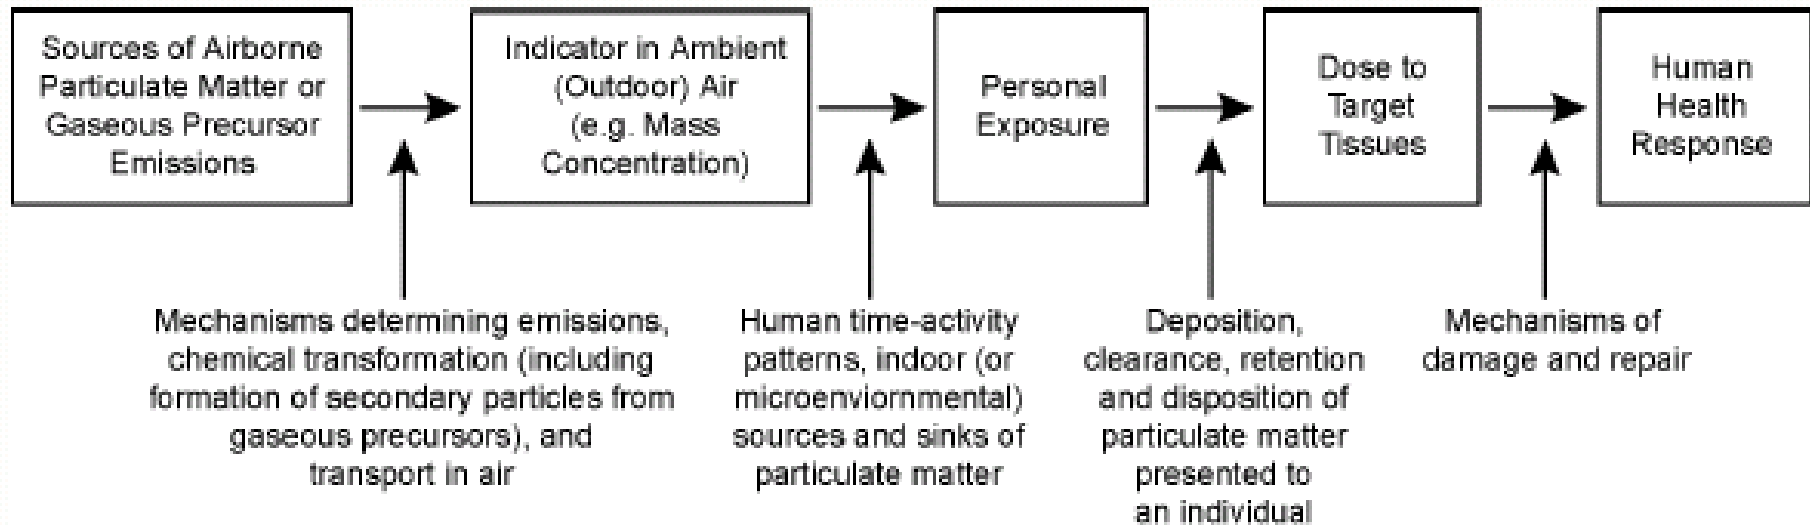 Sources of Airborne
Particulate Matter or
Gaseous Precursor
Emissions
Indicator in Ambient
(Outdoor) Air
(e.g. Mass
Concentration)
Personal
Exposure
Dose to
Target
Tissues
Human
Health
Response
Mechanisms determining emissions,
chemical transformation (including
formation of secondary particles from
gaseous precursors), and
transport in air
Human time-activity
patterns, indoor (or
microenviornmental)
sources and sinks of
particulate matter
Deposition,
clearance, retention
and disposition of
particulate matter
presented to
an individual
Mechanisms of
damage and repair